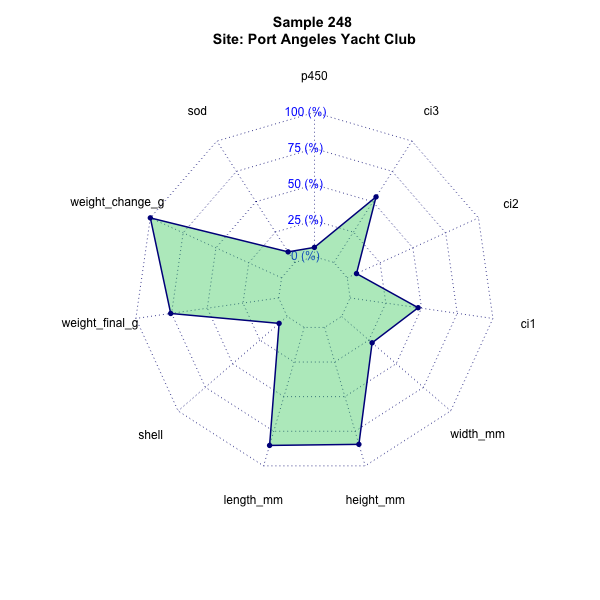 Sample 248
Site: Port Angeles Yacht Club
p450
sod
ci3
100 (%)
75 (%)
50 (%)
25 (%)
0 (%)
weight_change_g
ci2
weight_final_g
ci1
shell
width_mm
length_mm
height_mm